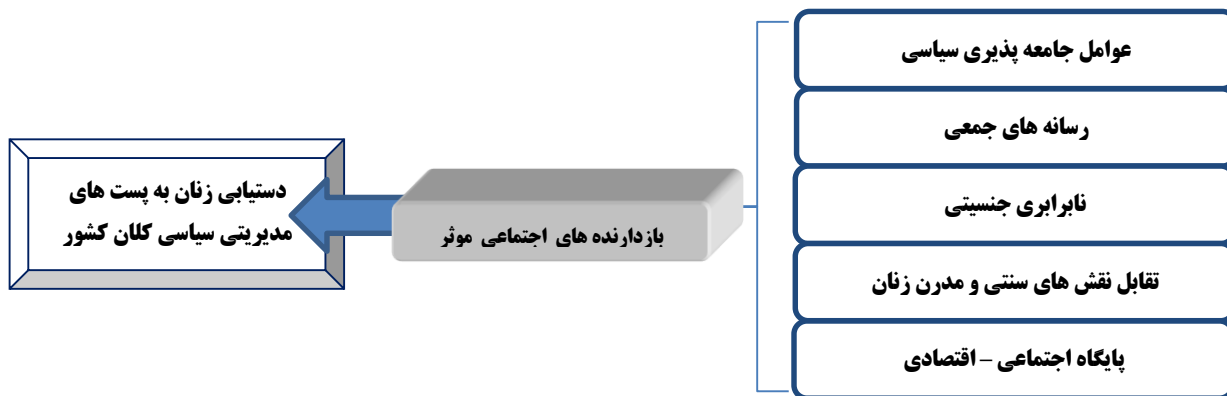 عوامل جامعه پذیری سیاسی
رسانه های جمعی
نابرابری جنسیتی
تقابل نقش های سنتی و مدرن زنان
پایگاه اجتماعی – اقتصادی
بازدارنده های اجتماعی موثر
دستیابی زنان به پست های
مدیریتی سیاسی کلان کشور